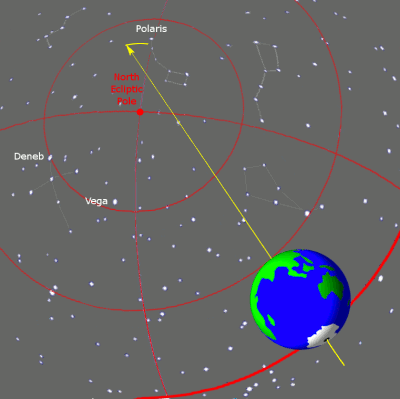 Polaris
North
Ecliptic
Pole
Deneb
Vega